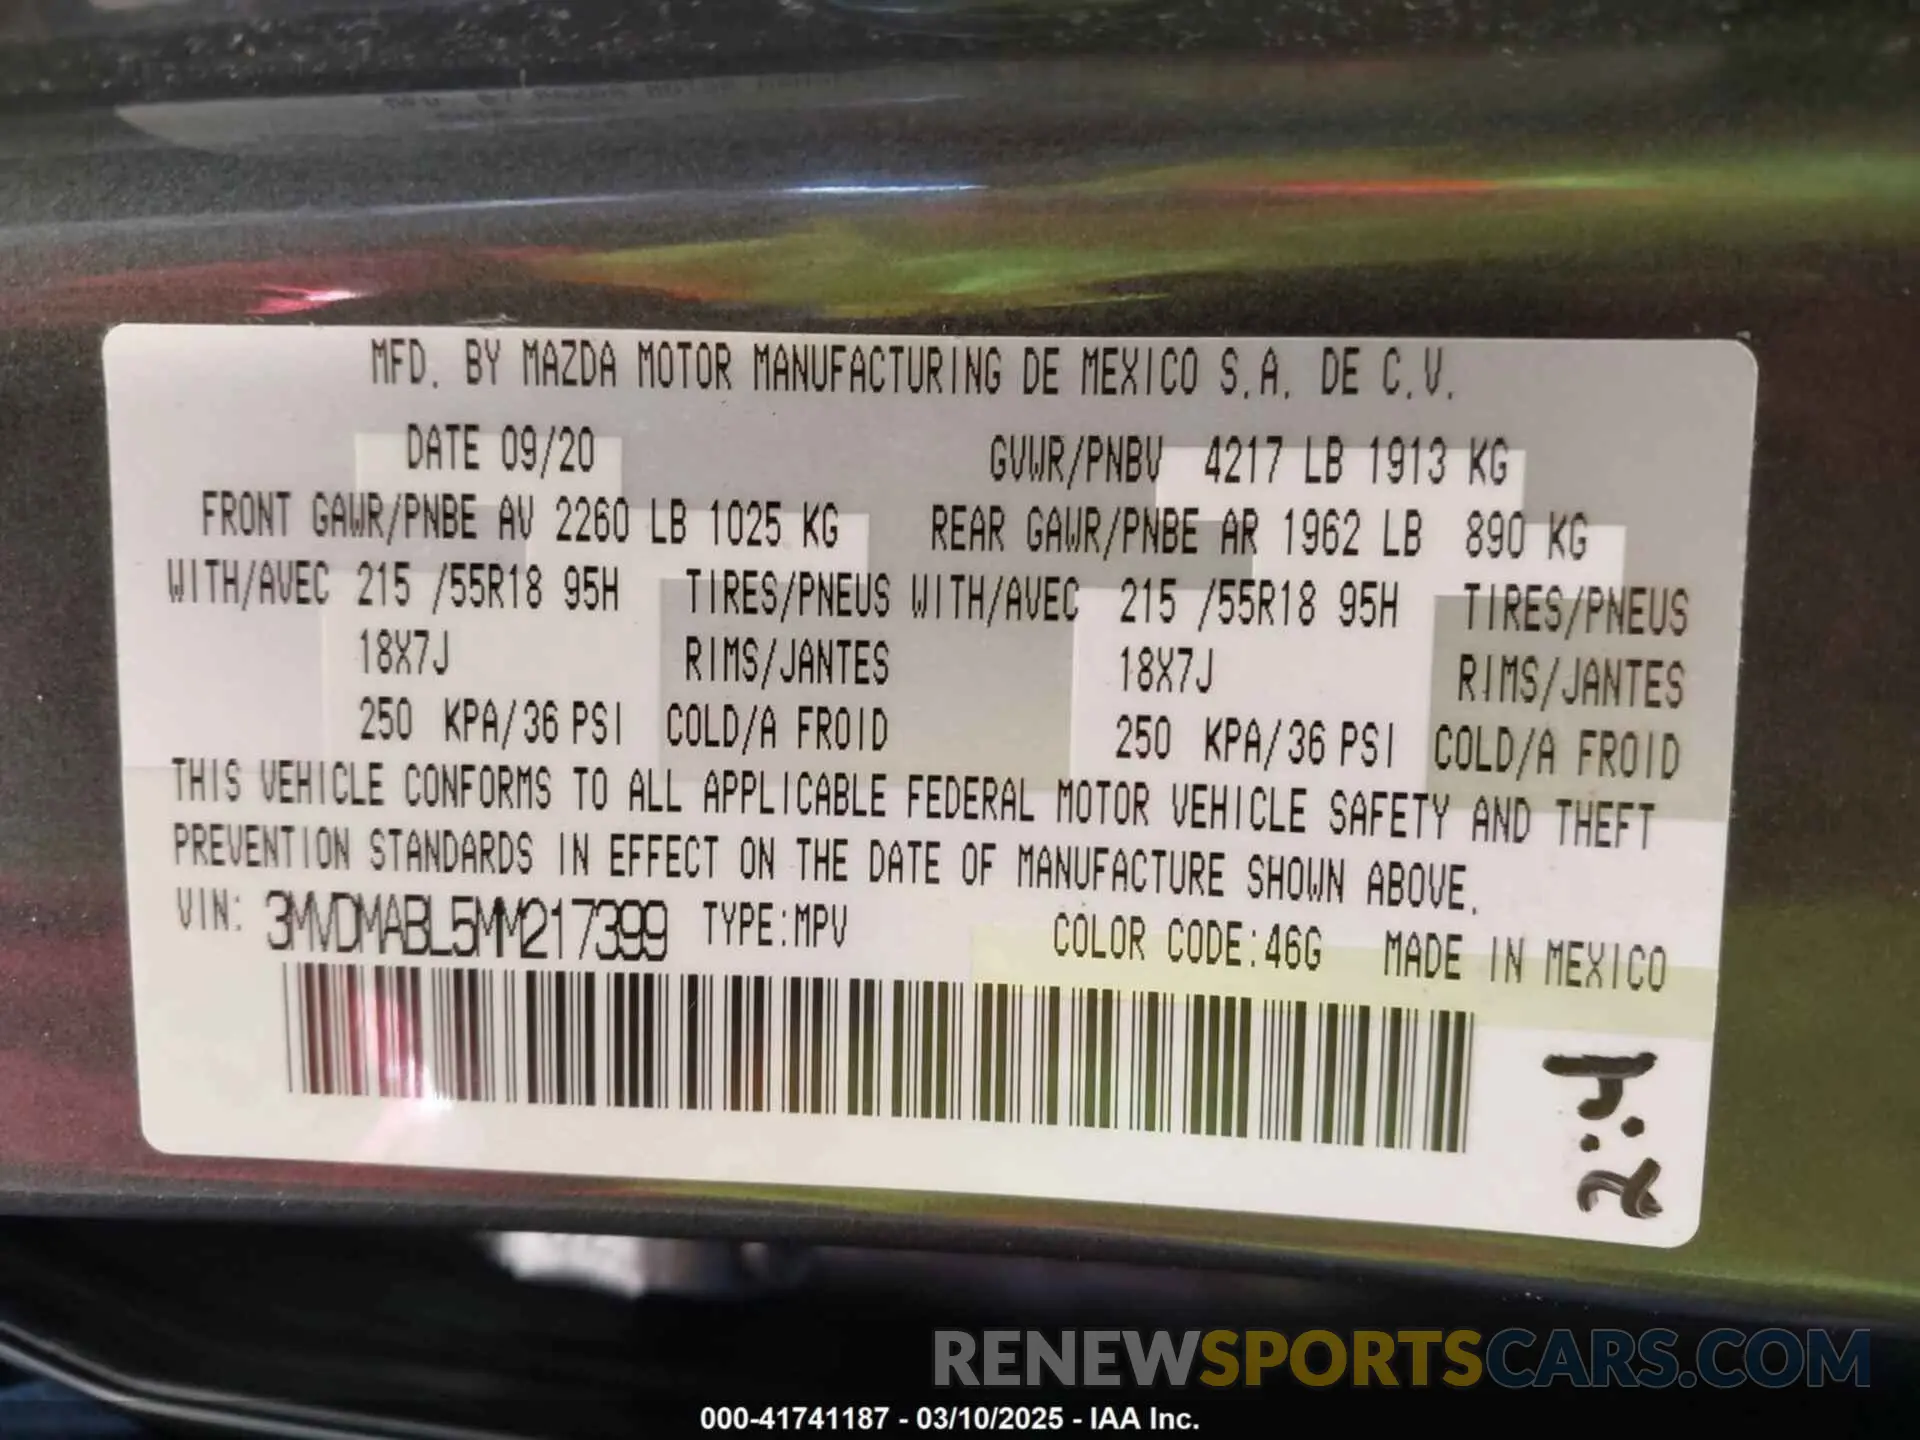 MFD. BY MAZDA MOTOR MANUFACTURING DE MEXICO S.A. DE C.V.
DATE 09/20 GVWR/PNBV 4217 LB 1913 KG
FRONT GAWR/PNBE AV 2260 LB 1025 KG REAR GAWR/PNBE AR 1962 LB 890 KG
WITH/AVEC 215 /55R18 95H TIRES/PNEUS WITH/AVEC 215 /55R18 95H TIRES/PNEUS
18X7J RIMS/JANTES 18X7J RIMS/JANTES
250 KPA/36 PSI COLD/A FROID 250 KPA/36 PSI COLD/A FROID
THIS VEHICLE CONFORMS TO ALL APPLICABLE FEDERAL MOTOR VEHICLE SAFETY AND THEFT
PREVENTION STANDARDS IN EFFECT ON THE DATE OF MANUFACTURE SHOWN ABOVE.
VIN: 3MVDMABL5MM217399 TYPE:MPV COLOR CODE:46G MADE IN MEXICO
RENEWSPORTSCARS.COM
000-41741187 - 03/10/2025 - IAA Inc.